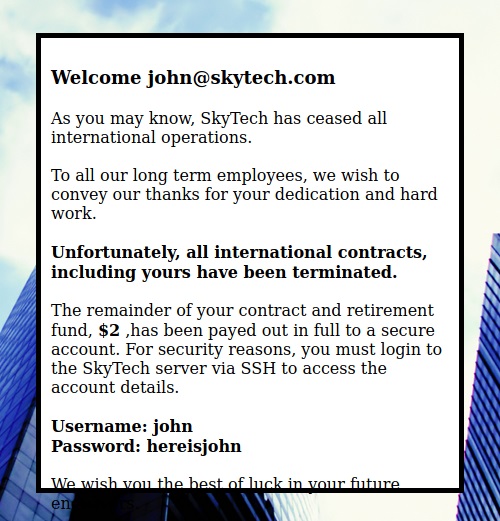 Welcome john@skytech.com
As you may know, SkyTech has ceased all
international operations.
To all our long term employees, we wish to
convey our thanks for your dedication and hard
work.
Unfortunately, all international contracts,
including yours have been terminated.
The remainder of your contract and retirement
fund, $2 ,has been payed out in full to a secure
account. For security reasons, you must login to
the SkyTech server via SSH to access the
account details.
Username: john
Password: hereisjohn
We wish you the best of luck in your future